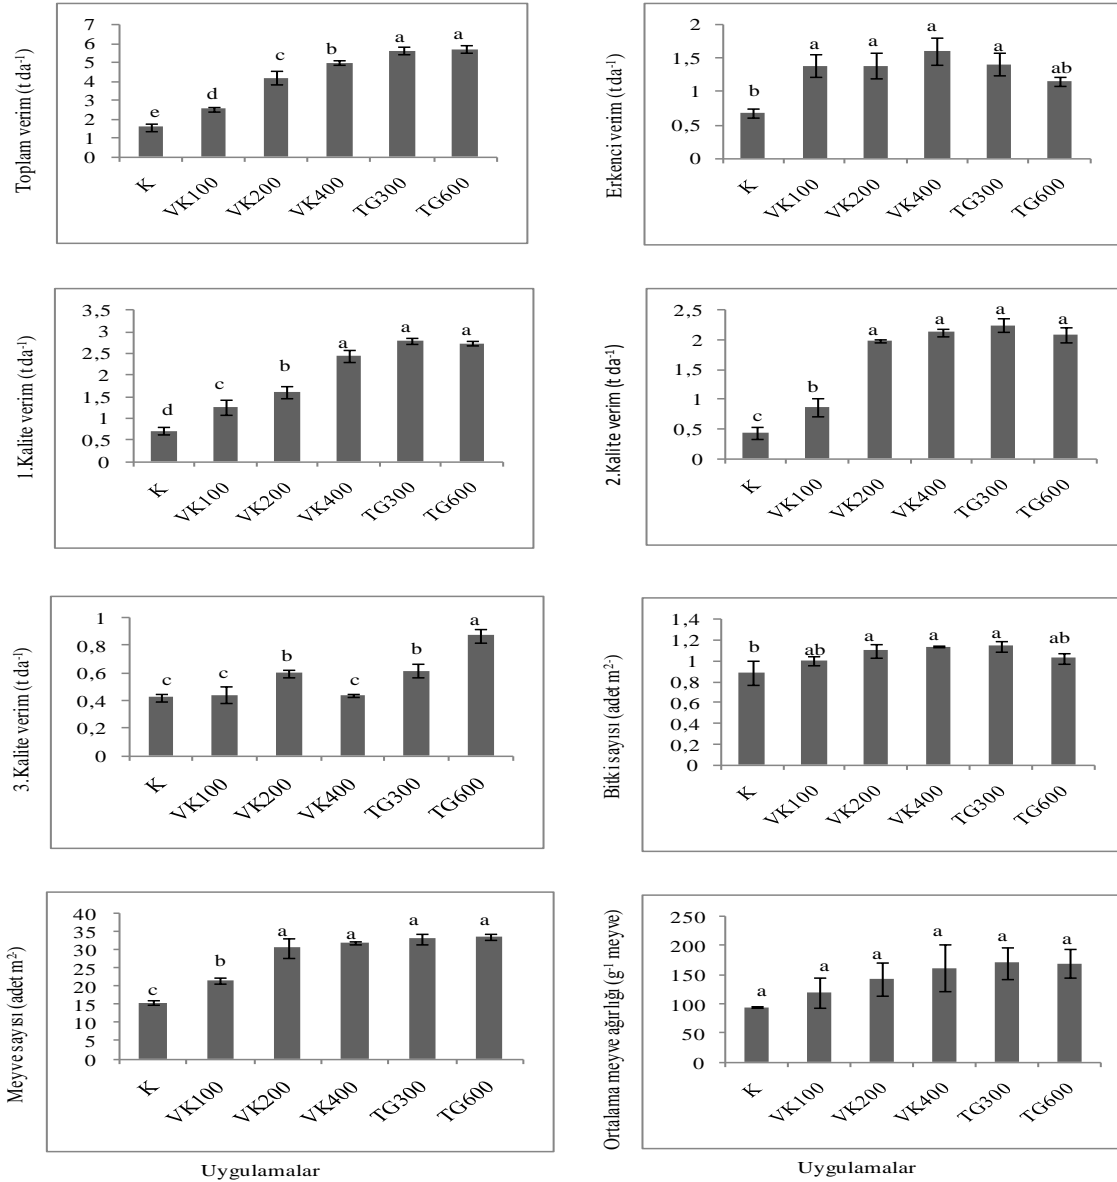 Toplam verim (t da-1)
7
6
5
4
3
2
1
0
e
d
c
b
a
a
K
VK100
VK200
VK400
TG300
TG600
Erkenci verim (t da-1)
2
1,5
1
0,5
0
b
a
a
a
a
ab
K
VK100
VK200
VK400
TG300
TG600
1.Kalite verim (t da-1)
3,5
3
2,5
2
1,5
1
0,5
0
d
c
b
a
a
a
K
VK100
VK200
VK400
TG300
TG600
2.Kalite verim (t da-1)
2,5
2
1,5
1
0,5
0
c
b
a
a
a
a
K
VK100
VK200
VK400
TG300
TG600
3.Kalite verim (t da-1)
1
0,8
0,6
0,4
0,2
0
c
c
b
c
b
a
K
VK100
VK200
VK400
TG300
TG600
Bitki sayısı (adet m2-)
1,4
1,2
1
0,8
0,6
0,4
0,2
0
b
ab
a
a
a
ab
K
VK100
VK200
VK400
TG300
TG600
Meyve sayısı (adet m-2)
40
35
30
25
20
15
10
5
0
c
b
a
a
a
a
K
VK100
VK200
VK400
TG300
TG600
Uygulamalar
Ortalama meyve ağırlığı (g-1 meyve)
250
200
150
100
50
0
a
a
a
a
a
a
K
VK100
VK200
VK400
TG300
TG600
Uygulamalar